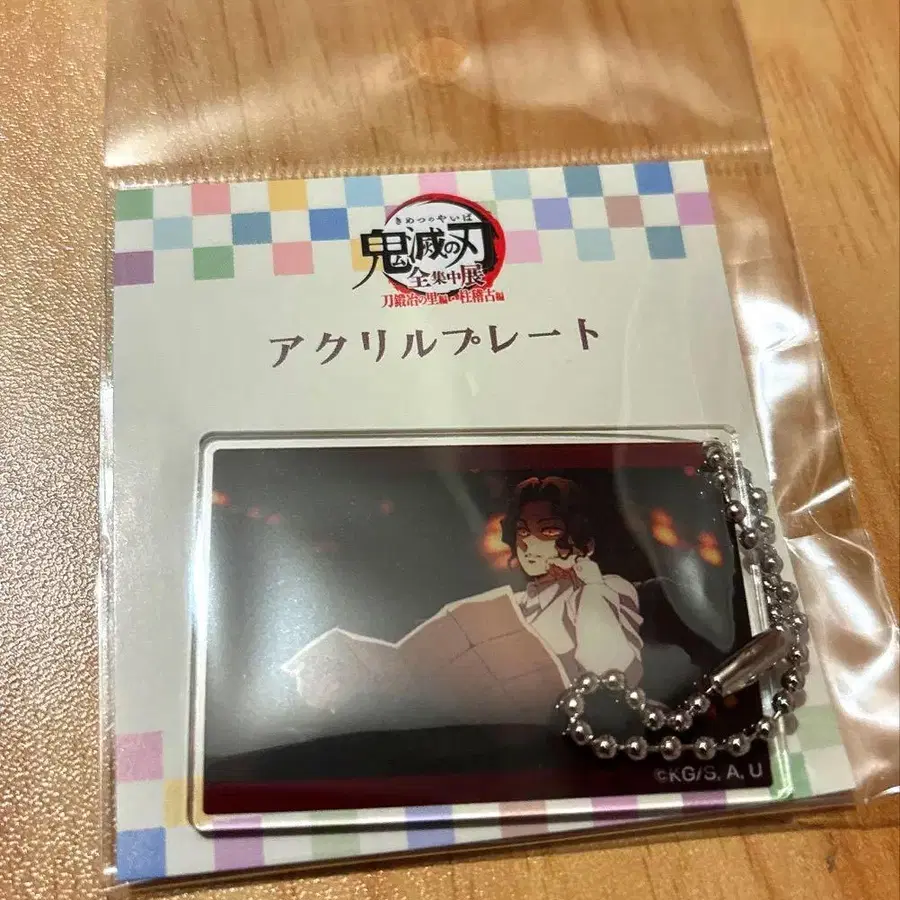 きめつのやいば
鬼滅の刃
全集中展
刀鍛冶の里編・柱稽古編
アクリルプレート
©KG/S, A, U